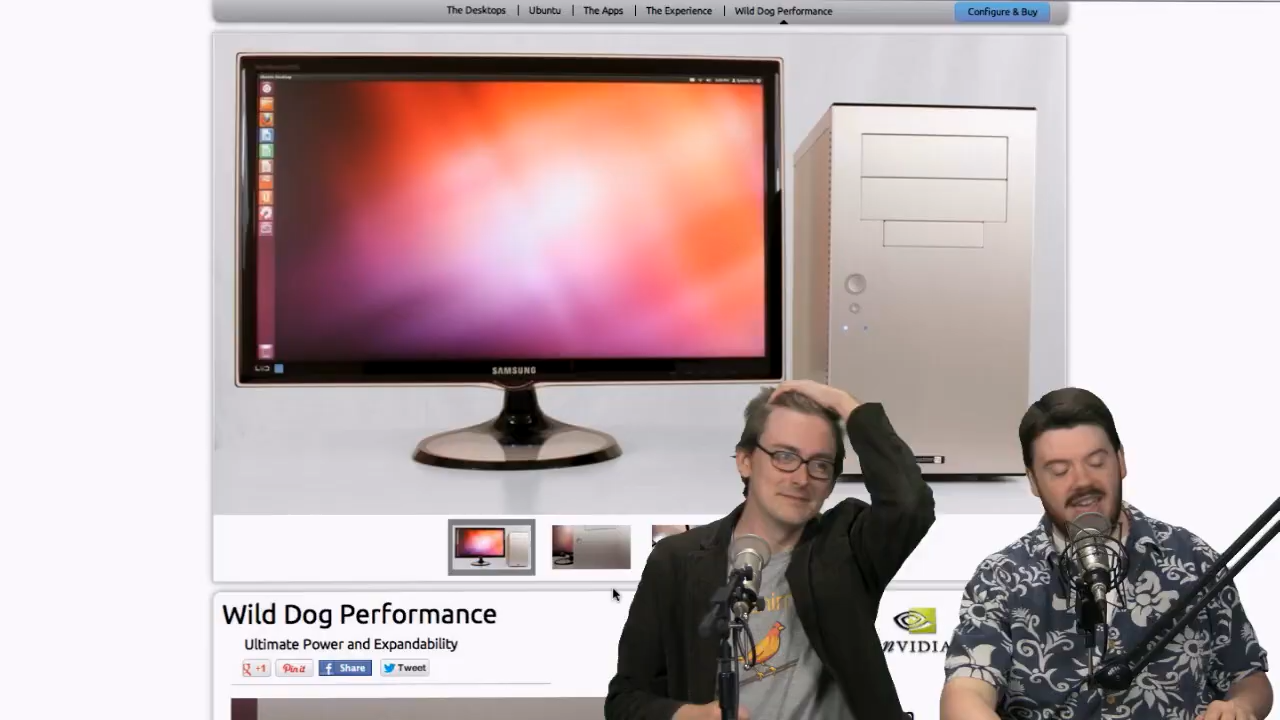 The Desktops | Ubuntu | The Apps | The Experience | Wild Dog Performance
Configure & Buy
SAMSUNG
Wild Dog Performance
Ultimate Power and Expandability
+1
Pin it
Share
Tweet
NVIDIA